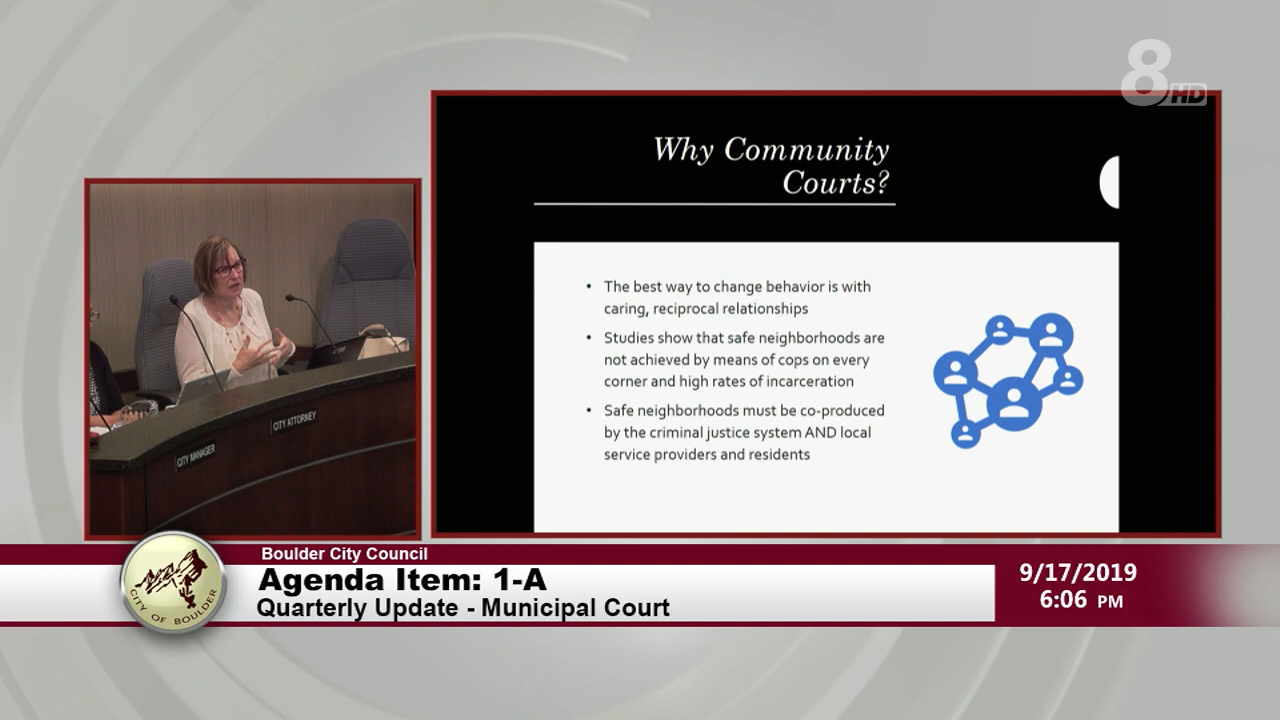 8HD
Why Community
Courts?
• The best way to change behavior is with
caring, reciprocal relationships
• Studies show that safe neighborhoods are
not achieved by means of cops on every
corner and high rates of incarceration
• Safe neighborhoods must be co-produced
by the criminal justice system AND local
service providers and residents
CITY MANAGER
CITY ATTORNEY
Boulder City Council
Agenda Item: 1-A
Quarterly Update - Municipal Court
CITY OF BOULDER
9/17/2019
6:06 PM